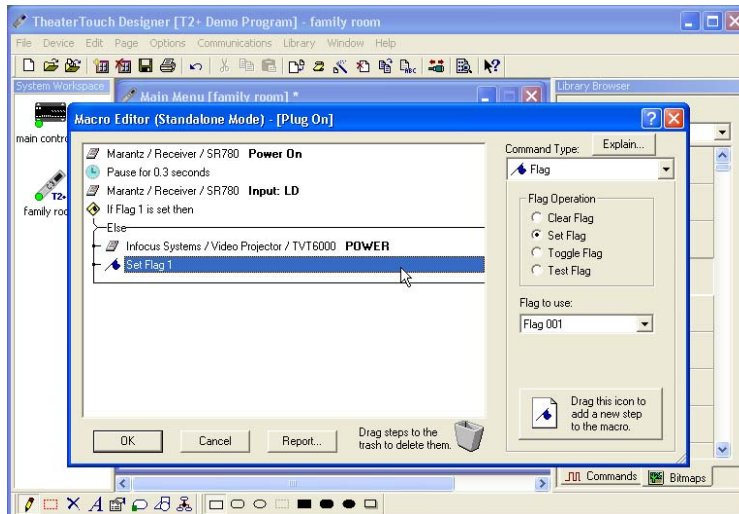 TheaterTouch Designer [T2+ Demo Program] - family room
File Device Edit Page Options Communications Library Window Help
System Workspace
Main Menu [family room] *
Library Browser
main contro
T2+
family roo
Macro Editor (Standalone Mode) - [Plug On]
Marantz / Receiver / SR780 Power On
Pause for 0.3 seconds
Marantz / Receiver / SR780 Input: LD
If Flag 1 is set then
Else
Infocus Systems / Video Projector / TVT6000 POWER
Set Flag 1
Command Type:
Explain...
Flag
Flag Operation
Clear Flag
Set Flag
Toggle Flag
Test Flag
Flag to use:
Flag 001
Drag this icon to
add a new step
to the macro.
OK
Cancel
Report...
Drag steps to the
trash to delete them.
Commands
Bitmaps